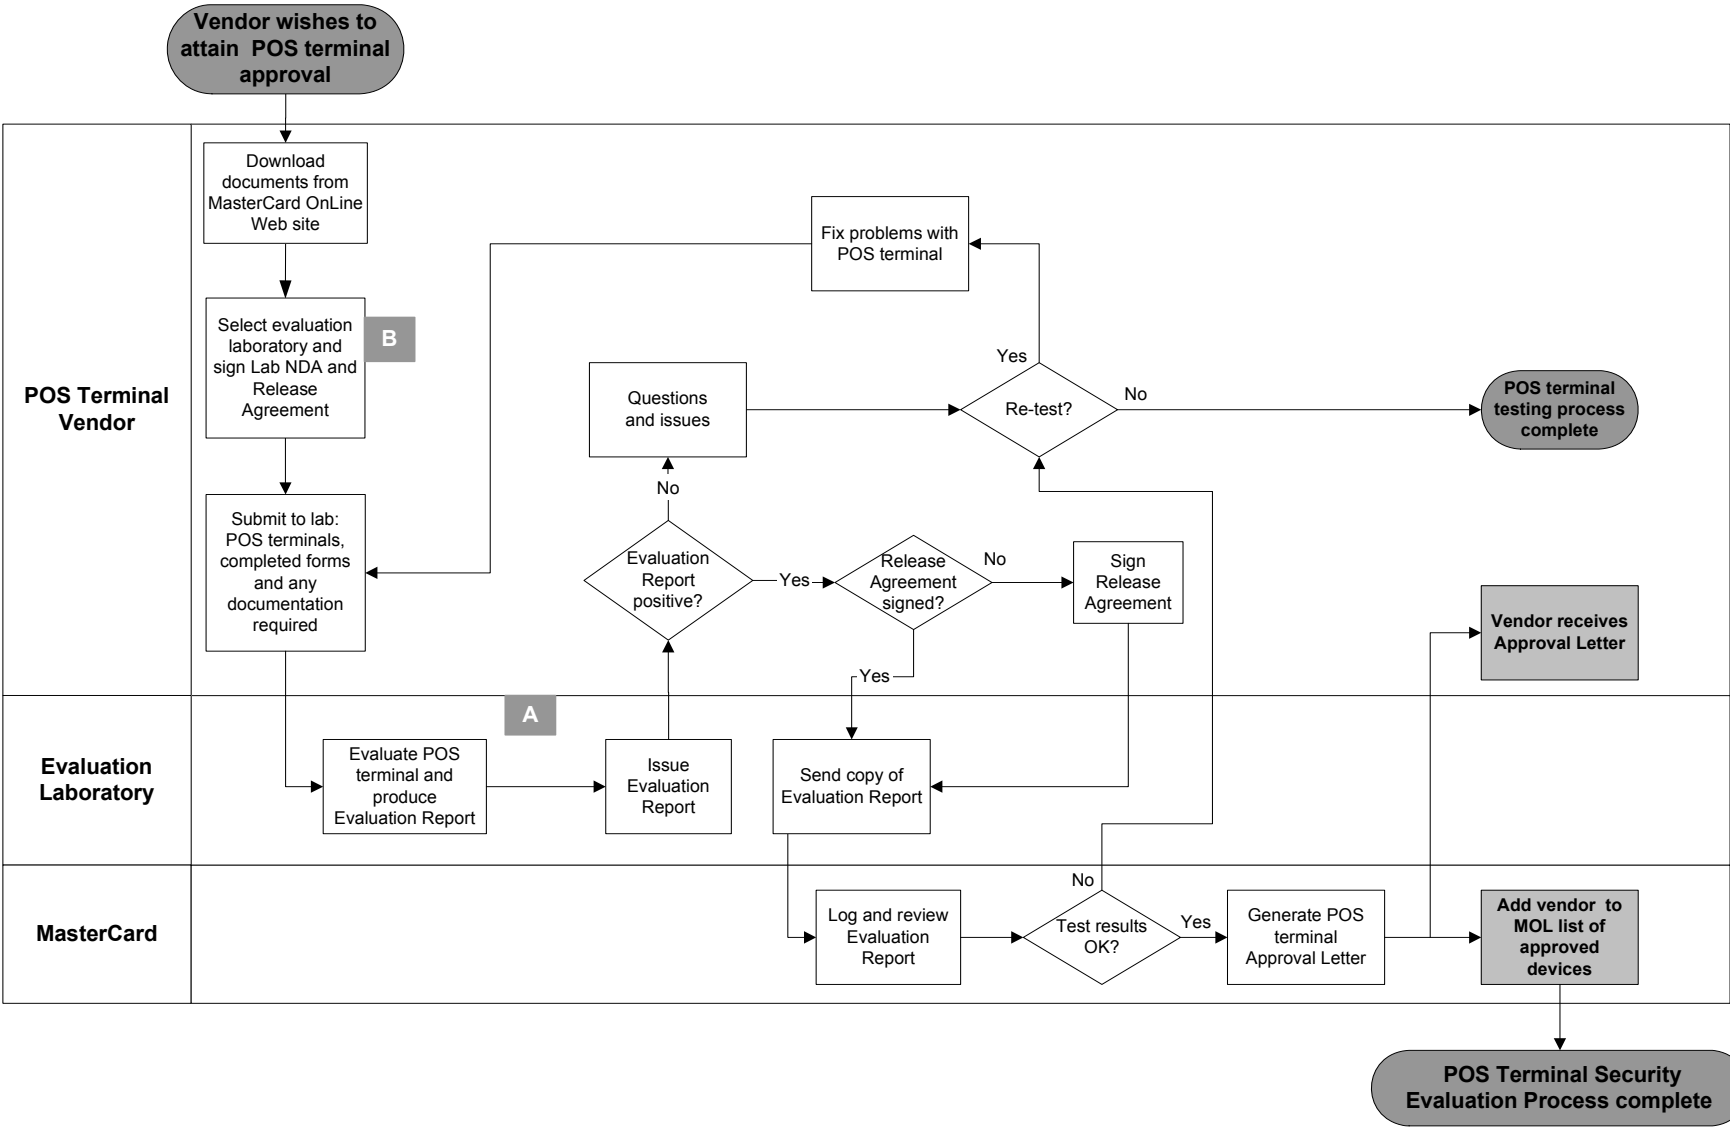 Vendor wishes to
attain POS terminal
approval
POS Terminal
Vendor
Download
documents from
MasterCard OnLine
Web site
Select evaluation
laboratory and
sign Lab NDA and
Release
Agreement
B
Submit to lab:
POS terminals,
completed forms
and any
documentation
required
Fix problems with
POS terminal
Questions
and issues
Yes
Re-test?
No
POS terminal
testing process
complete
No
Evaluation
Report
positive?
Yes
Release
Agreement
signed?
No
Sign
Release
Agreement
Yes
Vendor receives
Approval Letter
Evaluation
Laboratory
A
Evaluate POS
terminal and
produce
Evaluation Report
Issue
Evaluation
Report
Send copy of
Evaluation Report
MasterCard
Log and review
Evaluation
Report
No
Test results
OK?
Yes
Generate POS
terminal
Approval Letter
Add vendor to
MOL list of
approved
devices
POS Terminal Security
Evaluation Process complete